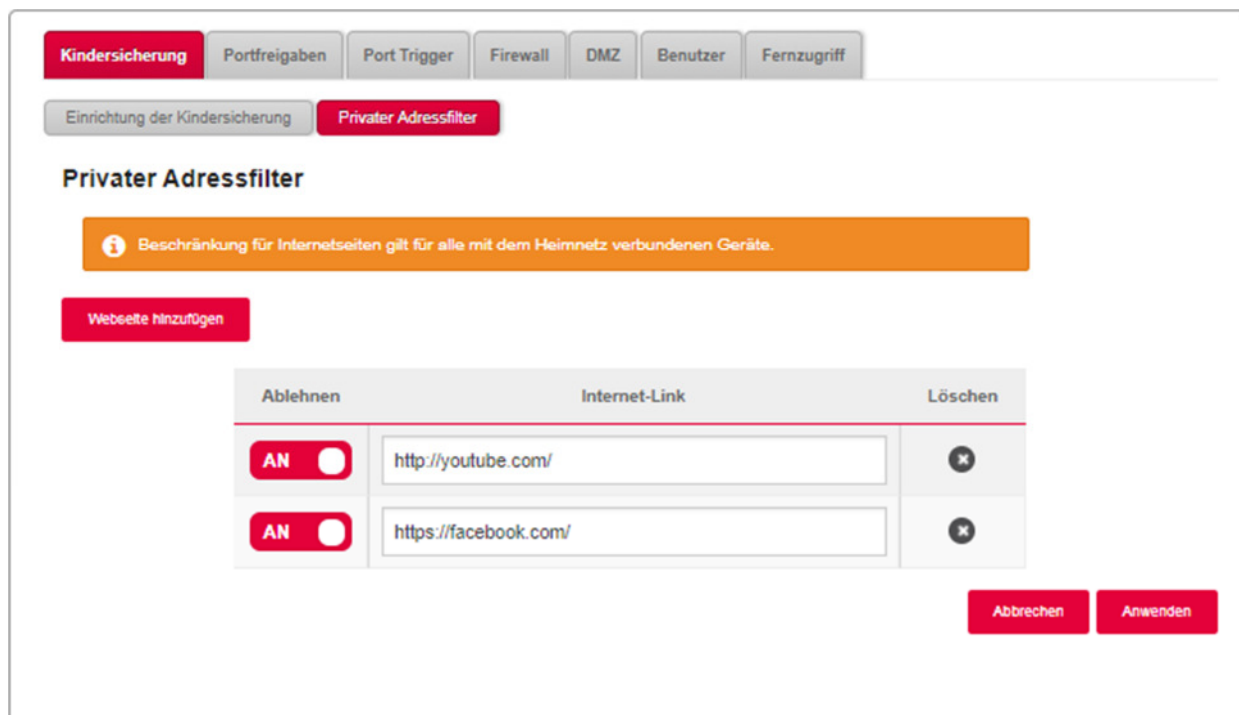 Kindersicherung Portfreigaben Port Trigger Firewall DMZ Benutzer Fernzugriff
Einrichtung der Kindersicherung Privater Adressfilter
Privater Adressfilter
Beschränkung für Internetseiten gilt für alle mit dem Heimnetz verbundenen Geräte.
Webseite hinzufügen
Ablehnen Internet-Link Löschen
AN http://youtube.com/
AN https://facebook.com/
Abbrechen Anwenden